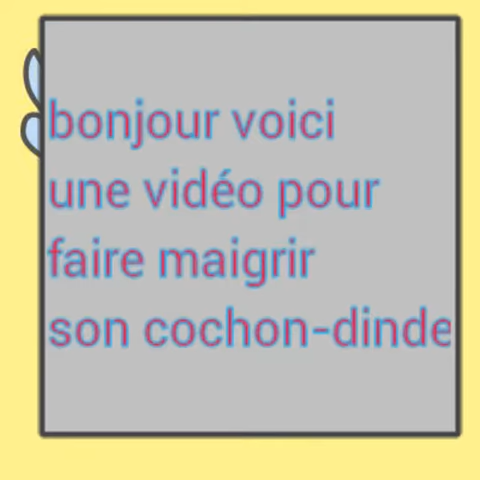 bonjour voici
une vidéo pour
faire maigrir
son cochon-dinde